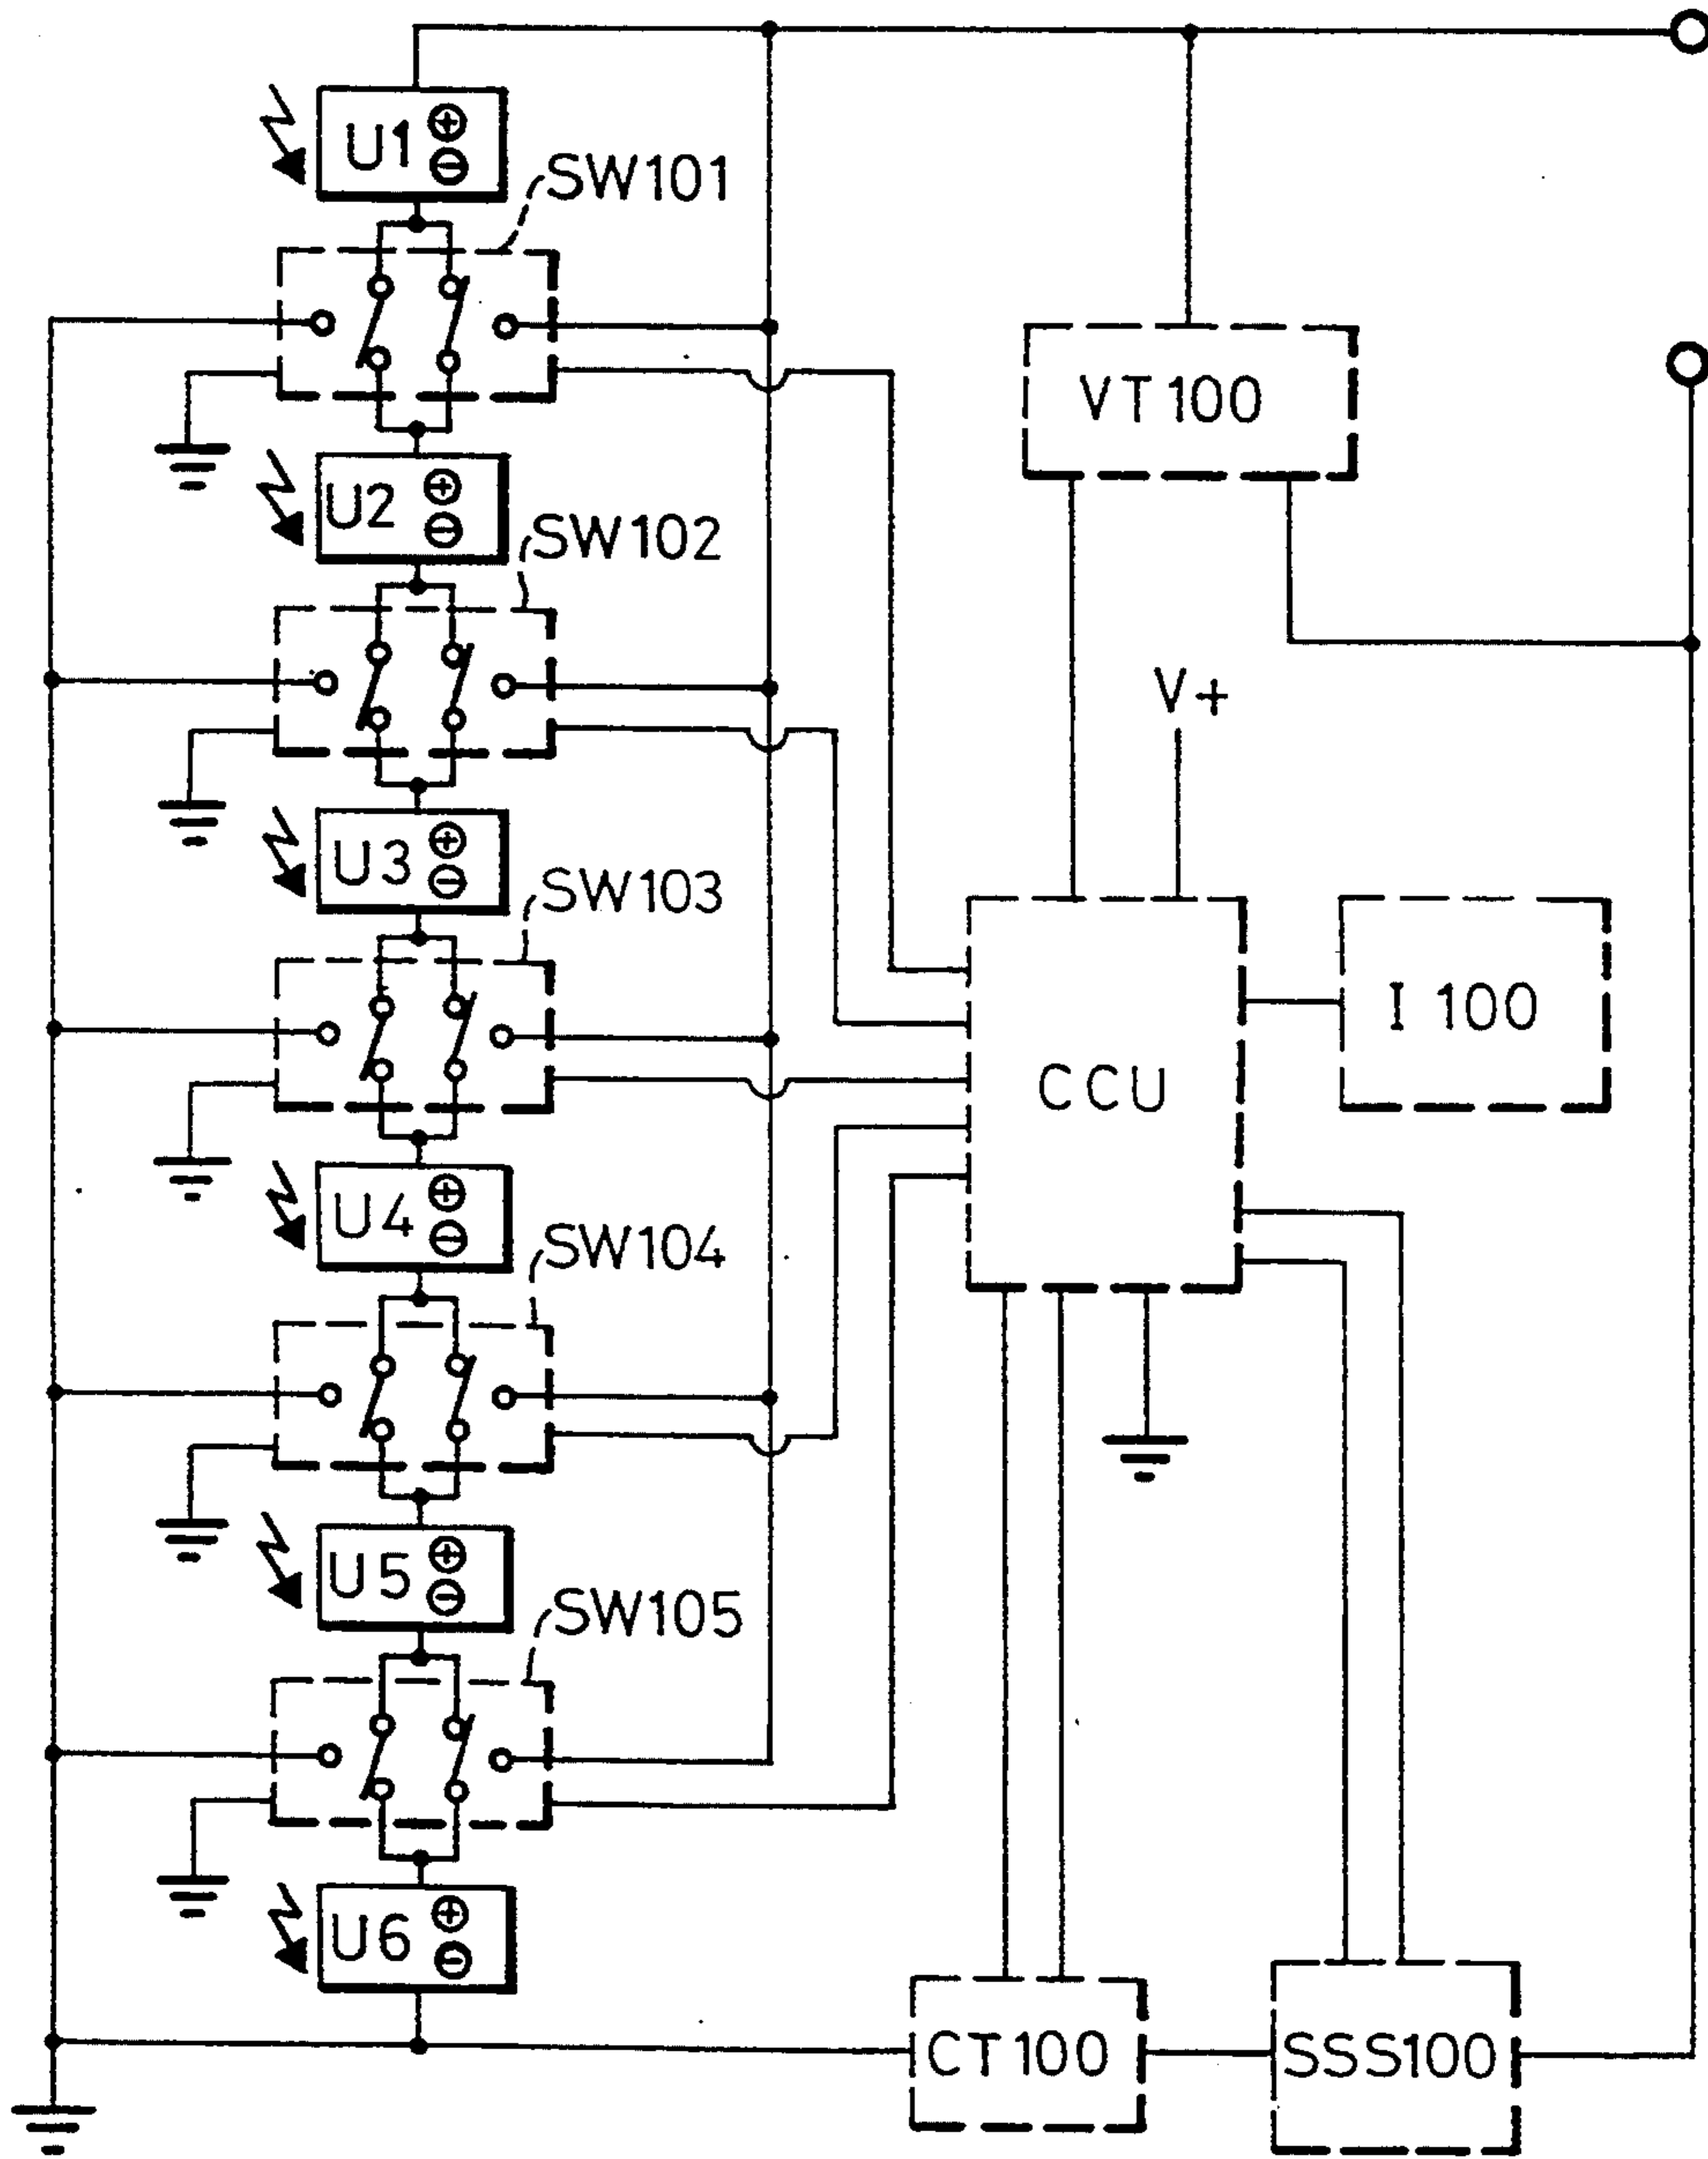 U1 ⊕
⊖
SW101
VT100
U2 ⊕
⊖
SW102
V+
U3 ⊕
⊖
SW103
I 100
CCU
U4 ⊕
⊖
SW104
U5 ⊕
⊖
SW105
U6 ⊕
⊖
CT100
SSS100